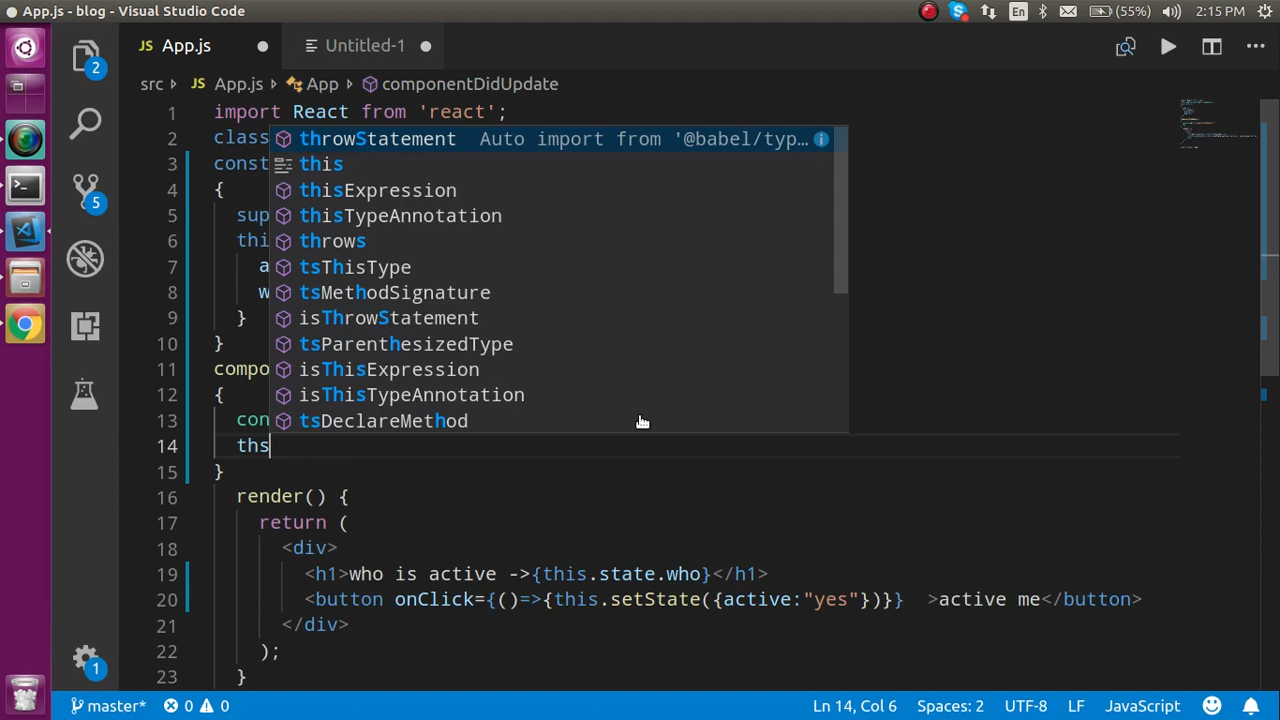 App.js - blog - Visual Studio Code
En
(55%)
2:15 PM
2
JS App.js
Untitled-1
src
JS App.js
App
componentDidUpdate
1 import React from 'react';
2 class
throwStatement Auto import from '@babel/typ…
3 const
this
4 {
thisExpression
5 sup
thisTypeAnnotation
5
6 thi
throws
7 a
tsThisType
8 w
tsMethodSignature
9 }
isThrowStatement
10 }
tsParenthesizedType
11 compo
isThisExpression
12 {
isThisTypeAnnotation
13 con
tsDeclareMethod
14 ths
15 }
16 render() {
17 return (
18 <div>
19 <h1>who is active ->{this.state.who}</h1>
20 <button onClick={()=>{this.setState({active:"yes"})}} >active me</button>
21 </div>
22 );
23 }
1
master*
0
0
Ln 14, Col 6
Spaces: 2
UTF-8
LF
JavaScript